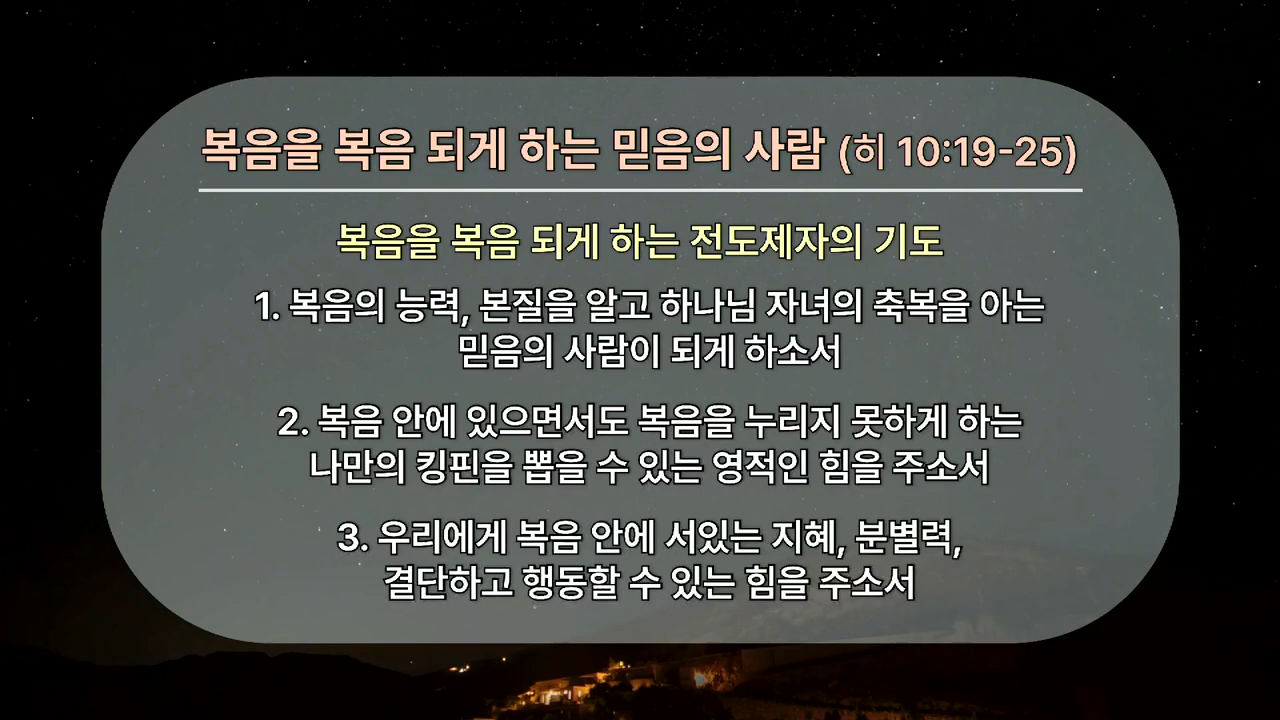 복음을 복음 되게 하는 믿음의 사람 (히 10:19-25)
복음을 복음 되게 하는 전도제자의 기도
1. 복음의 능력, 본질을 알고 하나님 자녀의 축복을 아는
믿음의 사람이 되게 하소서
2. 복음 안에 있으면서도 복음을 누리지 못하게 하는
나만의 킹핀을 뽑을 수 있는 영적인 힘을 주소서
3. 우리에게 복음 안에 서있는 지혜, 분별력,
결단하고 행동할 수 있는 힘을 주소서